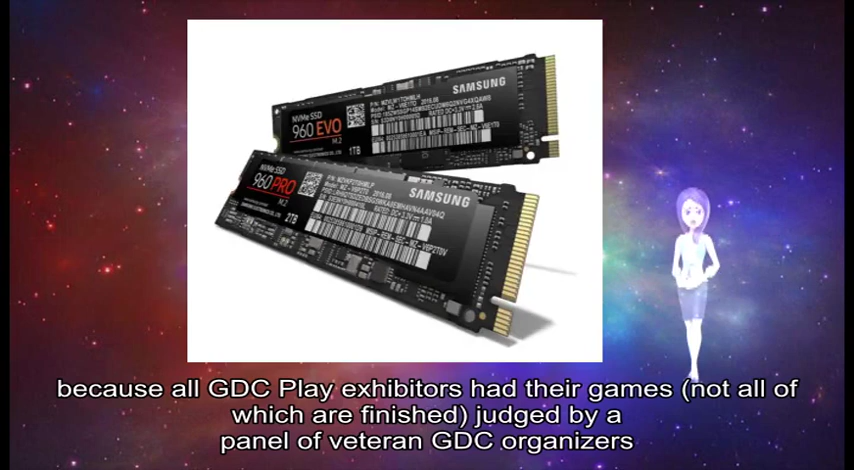 SAMSUNG
NVMe SSD
960 EVO
M.2
1TB
SAMSUNG
NVMe SSD
960 PRO
M.2
2TB
because all GDC Play exhibitors had their games (not all of
which are finished) judged by a
panel of veteran GDC organizers